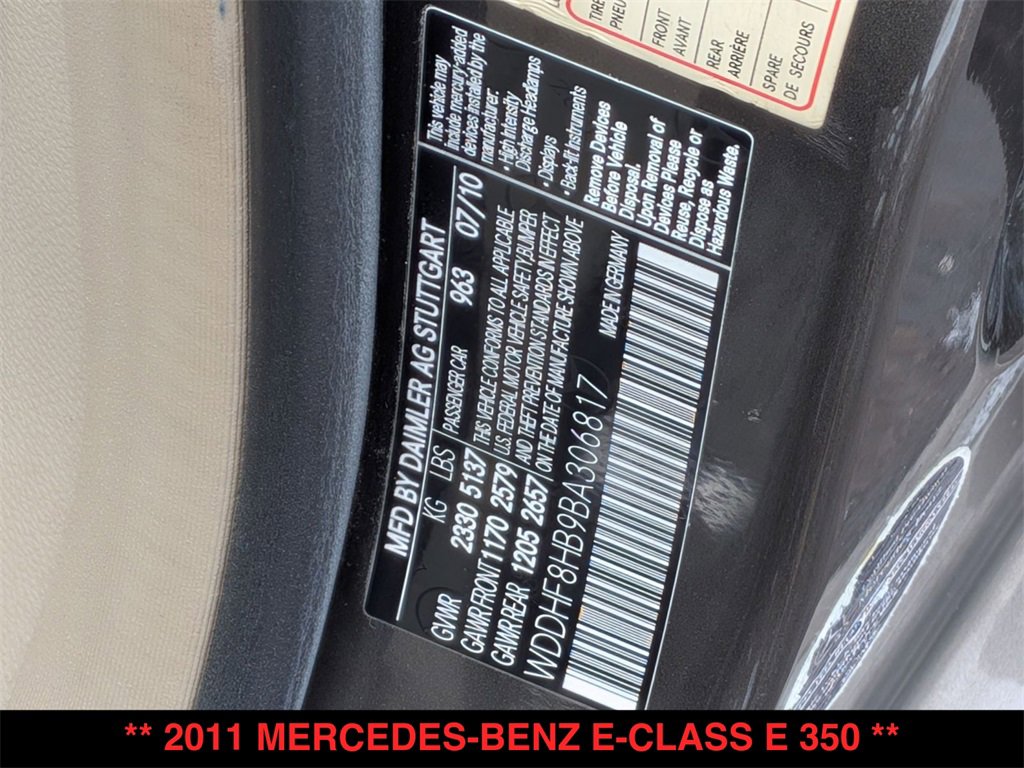 TIRE
PNEU
FRONT
AVANT
REAR
ARRIÈRE
SPARE
DE SECOURS
MFD BY DAIMLER AG STUTTGART
963 07/10
KG LBS PASSENGER CAR
GVWR 2330 5137
GAWR FRONT 1170 2579
GAWR REAR 1205 2657
THIS VEHICLE CONFORMS TO ALL APPLICABLE
U.S. FEDERAL MOTOR VEHICLE SAFETY, BUMPER
AND THEFT PREVENTION STANDARDS IN EFFECT
ON THE DATE OF MANUFACTURE SHOWN ABOVE
WDDHF8HB9BA306817
MADE IN GERMANY
This vehicle may
include mercury-added
devices installed by the
manufacturer:
• High Intensity
Discharge Headlamps
• Displays
• Back-lit Instruments
Remove Devices
Before Vehicle
Disposal.
Upon Removal of
Devices Please
Reuse, Recycle or
Dispose as
Hazardous Waste.
** 2011 MERCEDES-BENZ E-CLASS E 350 **